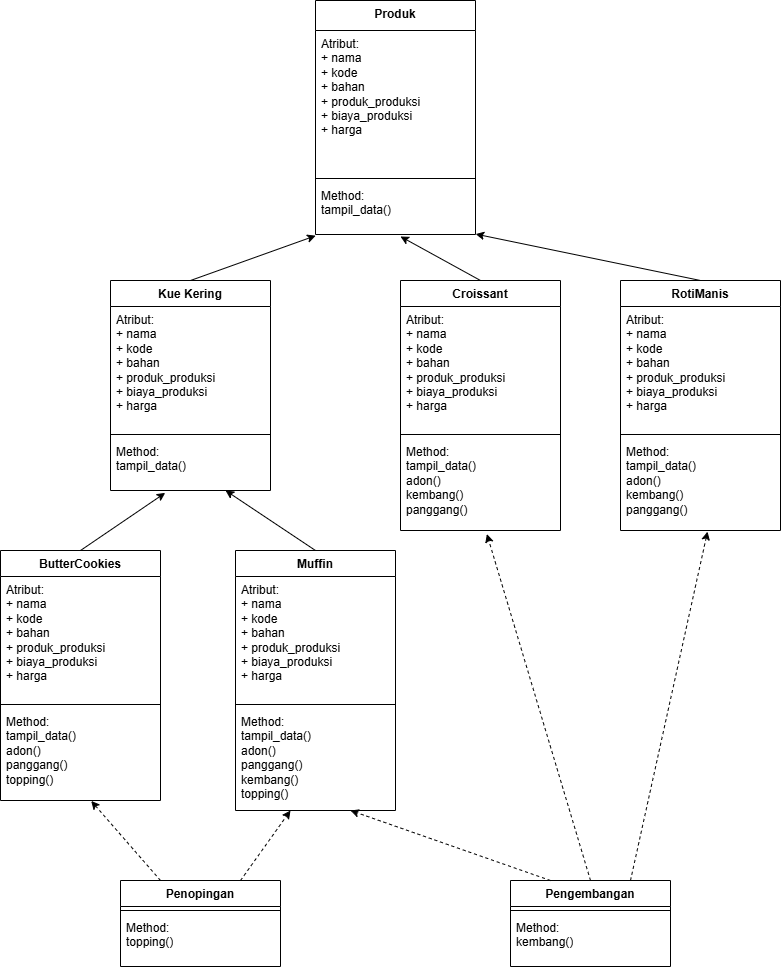 Produk
Atribut:
+ nama
+ kode
+ bahan
+ produk_produksi
+ biaya_produksi
+ harga
Method:
tampil_data()
Kue Kering
Atribut:
+ nama
+ kode
+ bahan
+ produk_produksi
+ biaya_produksi
+ harga
Method:
tampil_data()
Croissant
Atribut:
+ nama
+ kode
+ bahan
+ produk_produksi
+ biaya_produksi
+ harga
Method:
tampil_data()
adon()
kembang()
panggang()
RotiManis
Atribut:
+ nama
+ kode
+ bahan
+ produk_produksi
+ biaya_produksi
+ harga
Method:
tampil_data()
adon()
kembang()
panggang()
ButterCookies
Atribut:
+ nama
+ kode
+ bahan
+ produk_produksi
+ biaya_produksi
+ harga
Method:
tampil_data()
adon()
panggang()
topping()
Muffin
Atribut:
+ nama
+ kode
+ bahan
+ produk_produksi
+ biaya_produksi
+ harga
Method:
tampil_data()
adon()
panggang()
kembang()
topping()
Penopingan
Method:
topping()
Pengembangan
Method:
kembang()